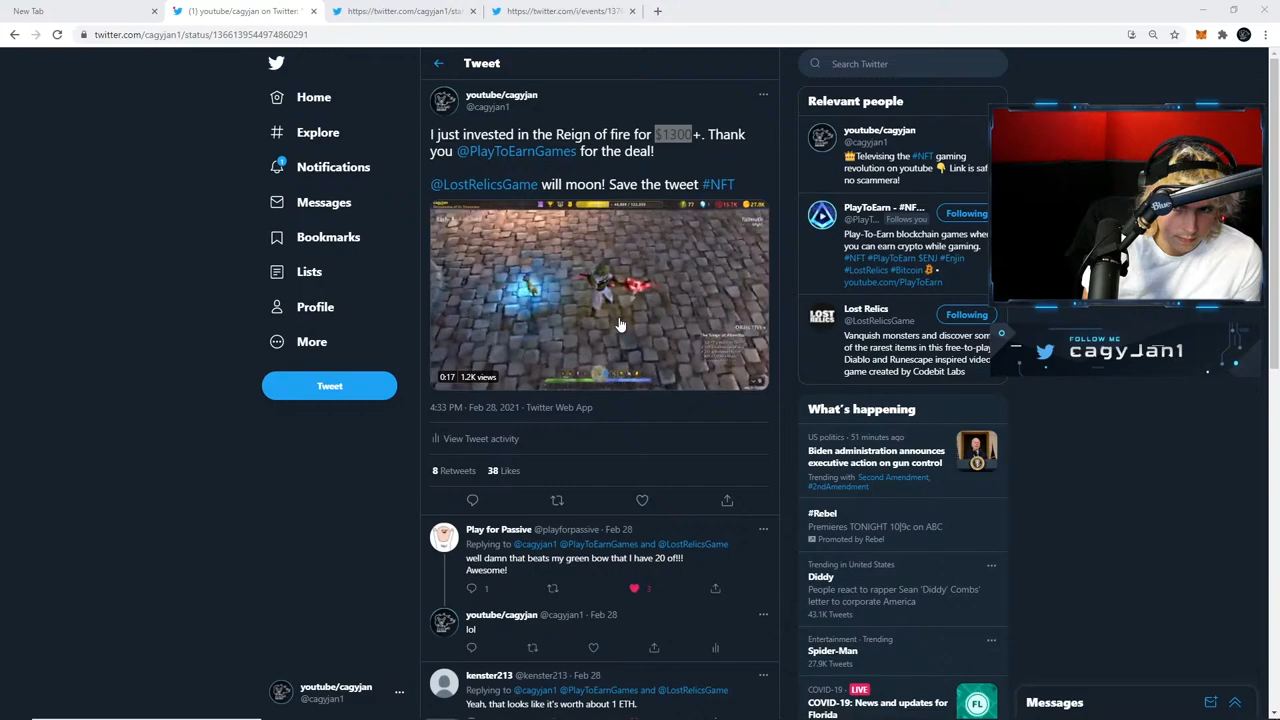 New Tab
(1) youtube/cagyjan on Twitter:
https://twitter.com/cagyjan1/sta
https://twitter.com/i/events/137
twitter.com/cagyjan1/status/1366139544974860291
Home
Explore
1
Notifications
Messages
Bookmarks
Lists
Profile
More
Tweet
youtube/cagyjan
@cagyjan1
Tweet
youtube/cagyjan
@cagyjan1
I just invested in the Reign of fire for $1300+. Thank
you @PlayToEarnGames for the deal!
@LostRelicsGame will moon! Save the tweet #NFT
0:17 1.2K views
4:33 PM · Feb 28, 2021 · Twitter Web App
View Tweet activity
8 Retweets 38 Likes
Play for Passive @playforpassive · Feb 28
Replying to @cagyjan1 @PlayToEarnGames and @LostRelicsGame
well damn that beats my green bow that I have 20 of!!!
Awesome!
1
3
youtube/cagyjan @cagyjan1 · Feb 28
lol
kenster213 @kenster213 · Feb 28
Replying to @cagyjan1 @PlayToEarnGames and @LostRelicsGame
Yeah, that looks like it's worth about 1 ETH.
Search Twitter
Relevant people
youtube/cagyjan
@cagyjan1
Televising the #NFT gaming
revolution on youtube Link is saf
no scammera!
PlayToEarn - #NF...
@PlayT... Follows you
Following
Play-To-Earn blockchain games whe
you can earn crypto while gaming.
#NFT #PlayToEarn $ENJ #Enjin
#LostRelics #Bitcoin •
youtube.com/PlayToEarn
Lost Relics
@LostRelicsGame
Following
Vanquish monsters and discover som
of the rarest items in this free-to-play
Diablo and Runescape inspired video
game created by Codebit Labs
What's happening
US politics · 51 minutes ago
Biden administration announces
executive action on gun control
Trending with Second Amendment,
#2ndAmendment
#Rebel
Premieres TONIGHT 10|9c on ABC
Promoted by Rebel
Trending in United States
Diddy
People react to rapper Sean 'Diddy' Combs'
letter to corporate America
43.1K Tweets
Entertainment · Trending
Spider-Man
27.9K Tweets
COVID-19 · LIVE
COVID-19: News and updates for
Florida
FL
Blue
FOLLOW ME
cagyJan1
Messages